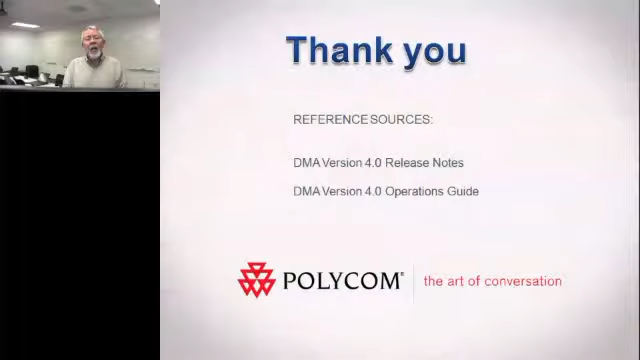 Thank you
REFERENCE SOURCES:
DMA Version 4.0 Release Notes
DMA Version 4.0 Operations Guide
POLYCOM® the art of conversation